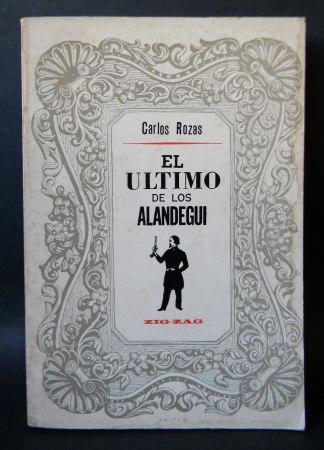 Carlos Rozas
EL
ULTIMO
DE LOS
ALANDEGUI
ZIG-ZAG